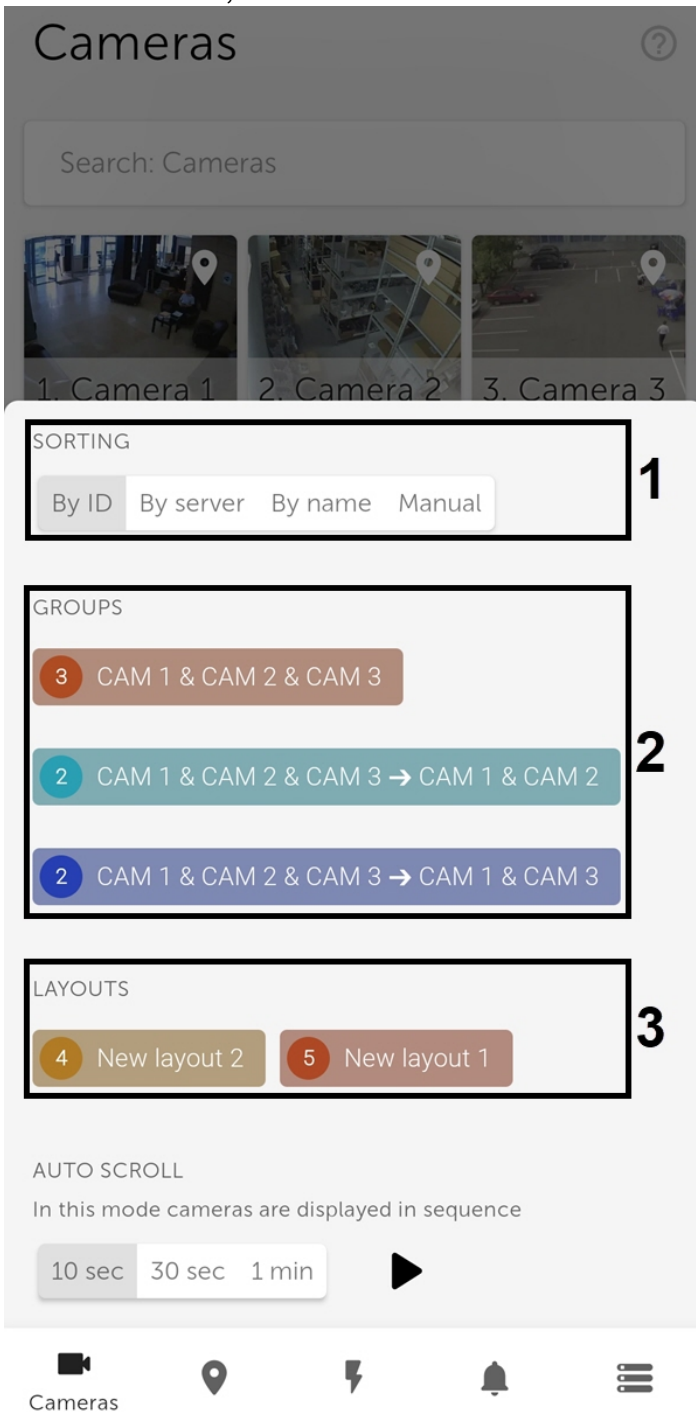 Cameras
Search: Cameras
1. Camera 1
2. Camera 2
3. Camera 3
SORTING
By ID By server By name Manual
1
GROUPS
3 CAM 1 & CAM 2 & CAM 3
2 CAM 1 & CAM 2 & CAM 3 ➔ CAM 1 & CAM 2
2
2 CAM 1 & CAM 2 & CAM 3 ➔ CAM 1 & CAM 3
LAYOUTS
3
4 New layout 2 5 New layout 1
AUTO SCROLL
In this mode cameras are displayed in sequence
10 sec 30 sec 1 min
Cameras